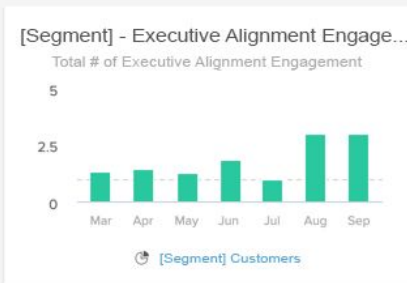 [Segment] - Executive Alignment Engage...
Total # of Executive Alignment Engagement
5
2.5
0
Mar Apr May Jun Jul Aug Sep
[Segment] Customers